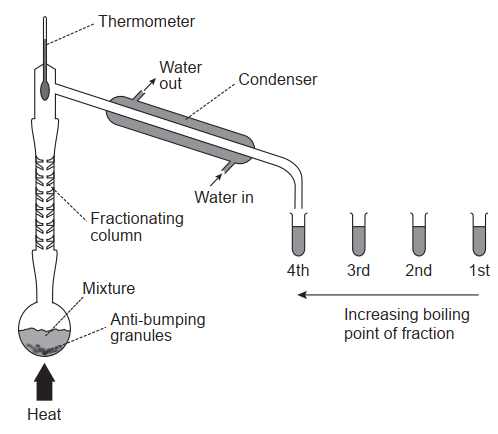 Thermometer
Water
out
Condenser
Water in
Fractionating
column
4th
3rd
2nd
1st
Mixture
Increasing boiling
point of fraction
Anti-bumping
granules
Heat